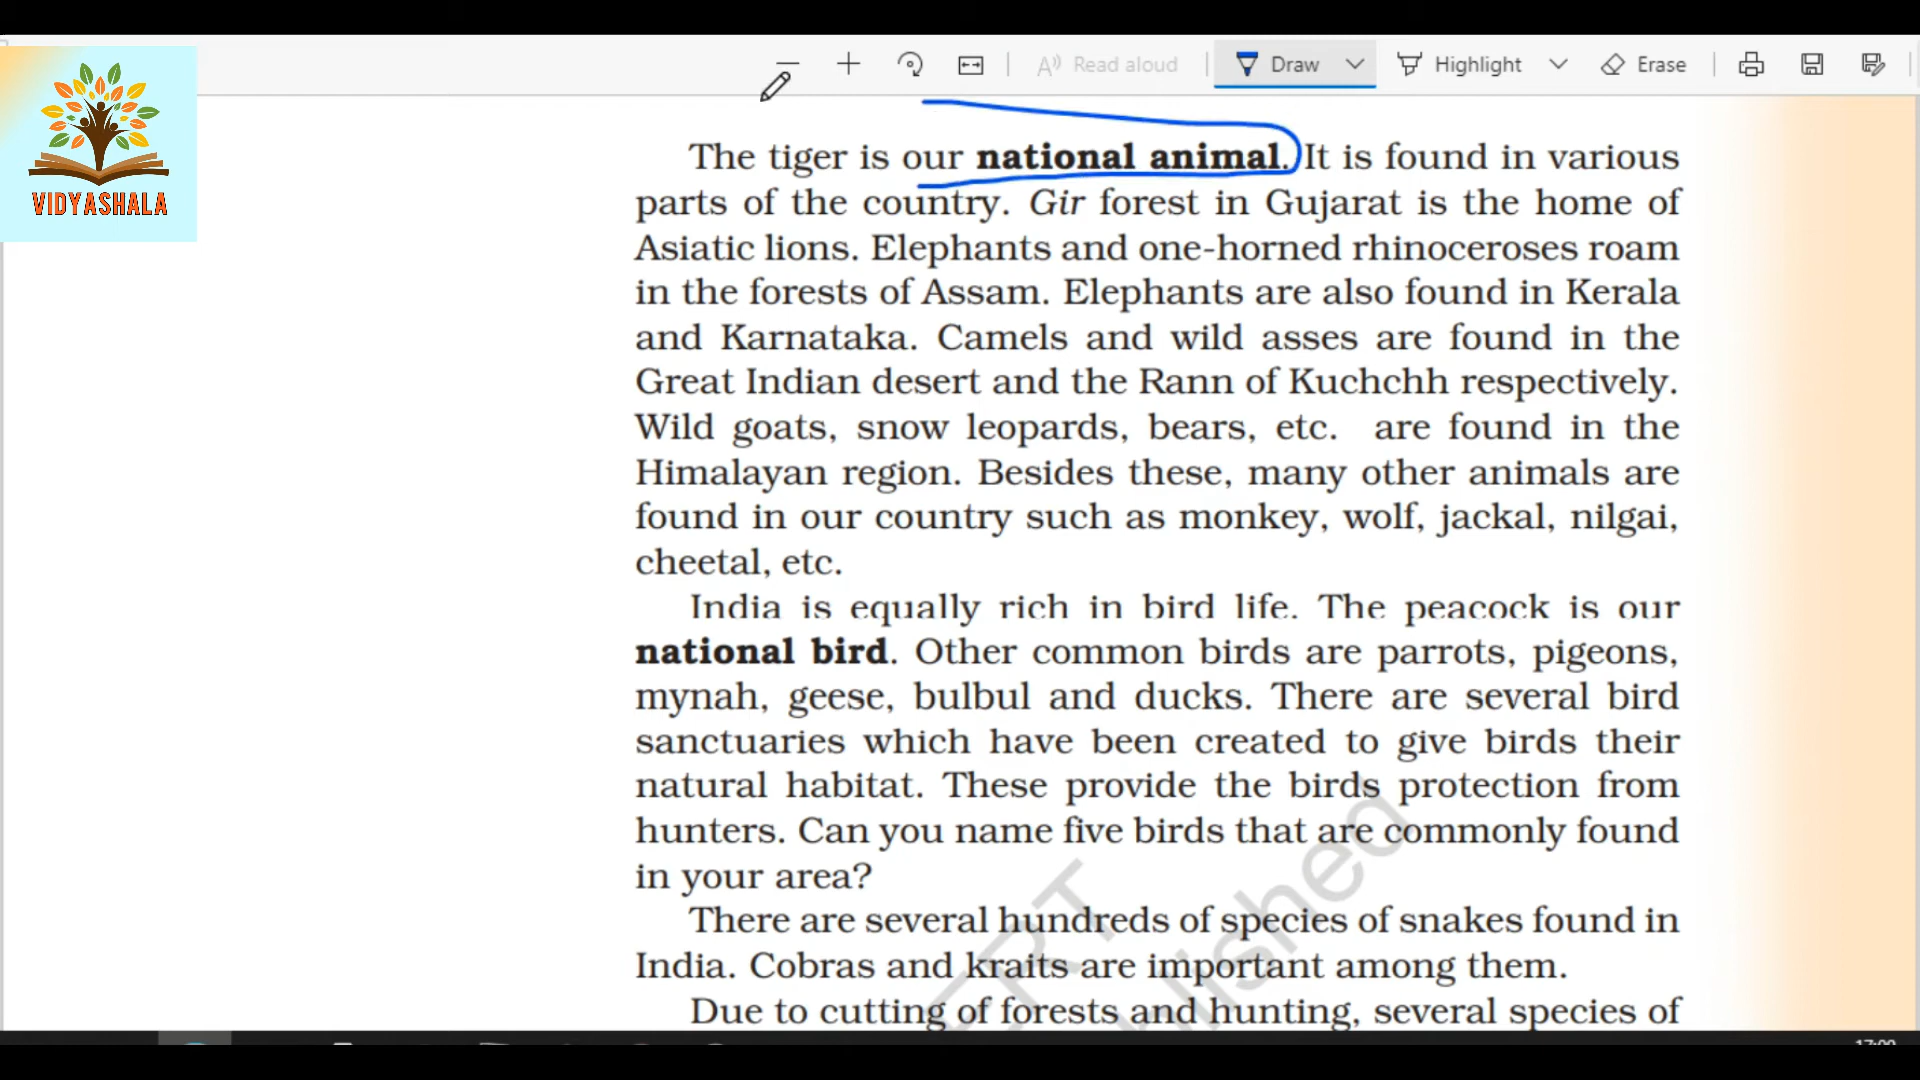 Read aloud
Draw
Highlight
Erase
VIDYASHALA
The tiger is our national animal. It is found in various
parts of the country. Gir forest in Gujarat is the home of
Asiatic lions. Elephants and one-horned rhinoceroses roam
in the forests of Assam. Elephants are also found in Kerala
and Karnataka. Camels and wild asses are found in the
Great Indian desert and the Rann of Kuchchh respectively.
Wild goats, snow leopards, bears, etc. are found in the
Himalayan region. Besides these, many other animals are
found in our country such as monkey, wolf, jackal, nilgai,
cheetal, etc.
India is equally rich in bird life. The peacock is our
national bird. Other common birds are parrots, pigeons,
mynah, geese, bulbul and ducks. There are several bird
sanctuaries which have been created to give birds their
natural habitat. These provide the birds protection from
hunters. Can you name five birds that are commonly found
in your area?
There are several hundreds of species of snakes found in
India. Cobras and kraits are important among them.
Due to cutting of forests and hunting, several species of